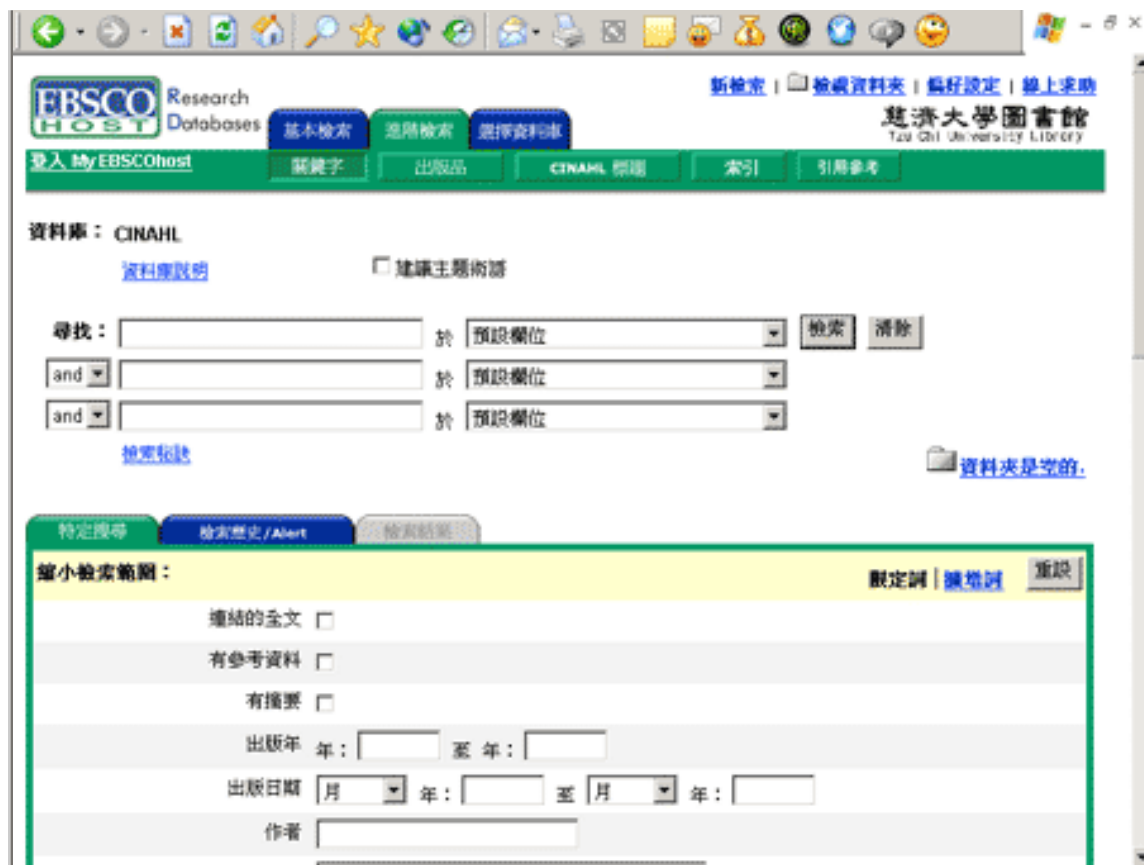 新檢索 | 檢視資料夾 | 偏好設定 | 線上求助
EBSCO HOST Research Databases
基本檢索 進階檢索 選擇資料庫
慈濟大學圖書館
Tzu Chi University Library
登入 MyEBSCOhost 關鍵字 出版品 CINAHL 標題 索引 引用參考
資料庫： CINAHL
資料庫說明 建議主題術語
尋找： 於 預設欄位 檢索 清除
and 於 預設欄位
and 於 預設欄位
檢索秘訣 資料夾是空的.
特定搜尋 檢索歷史/Alert 檢索結果
縮小檢索範圍： 限定詞 | 擴增詞 重設
連結的全文
有參考資料
有摘要
出版年 年： 至 年：
出版日期 月 年： 至 月 年：
作者